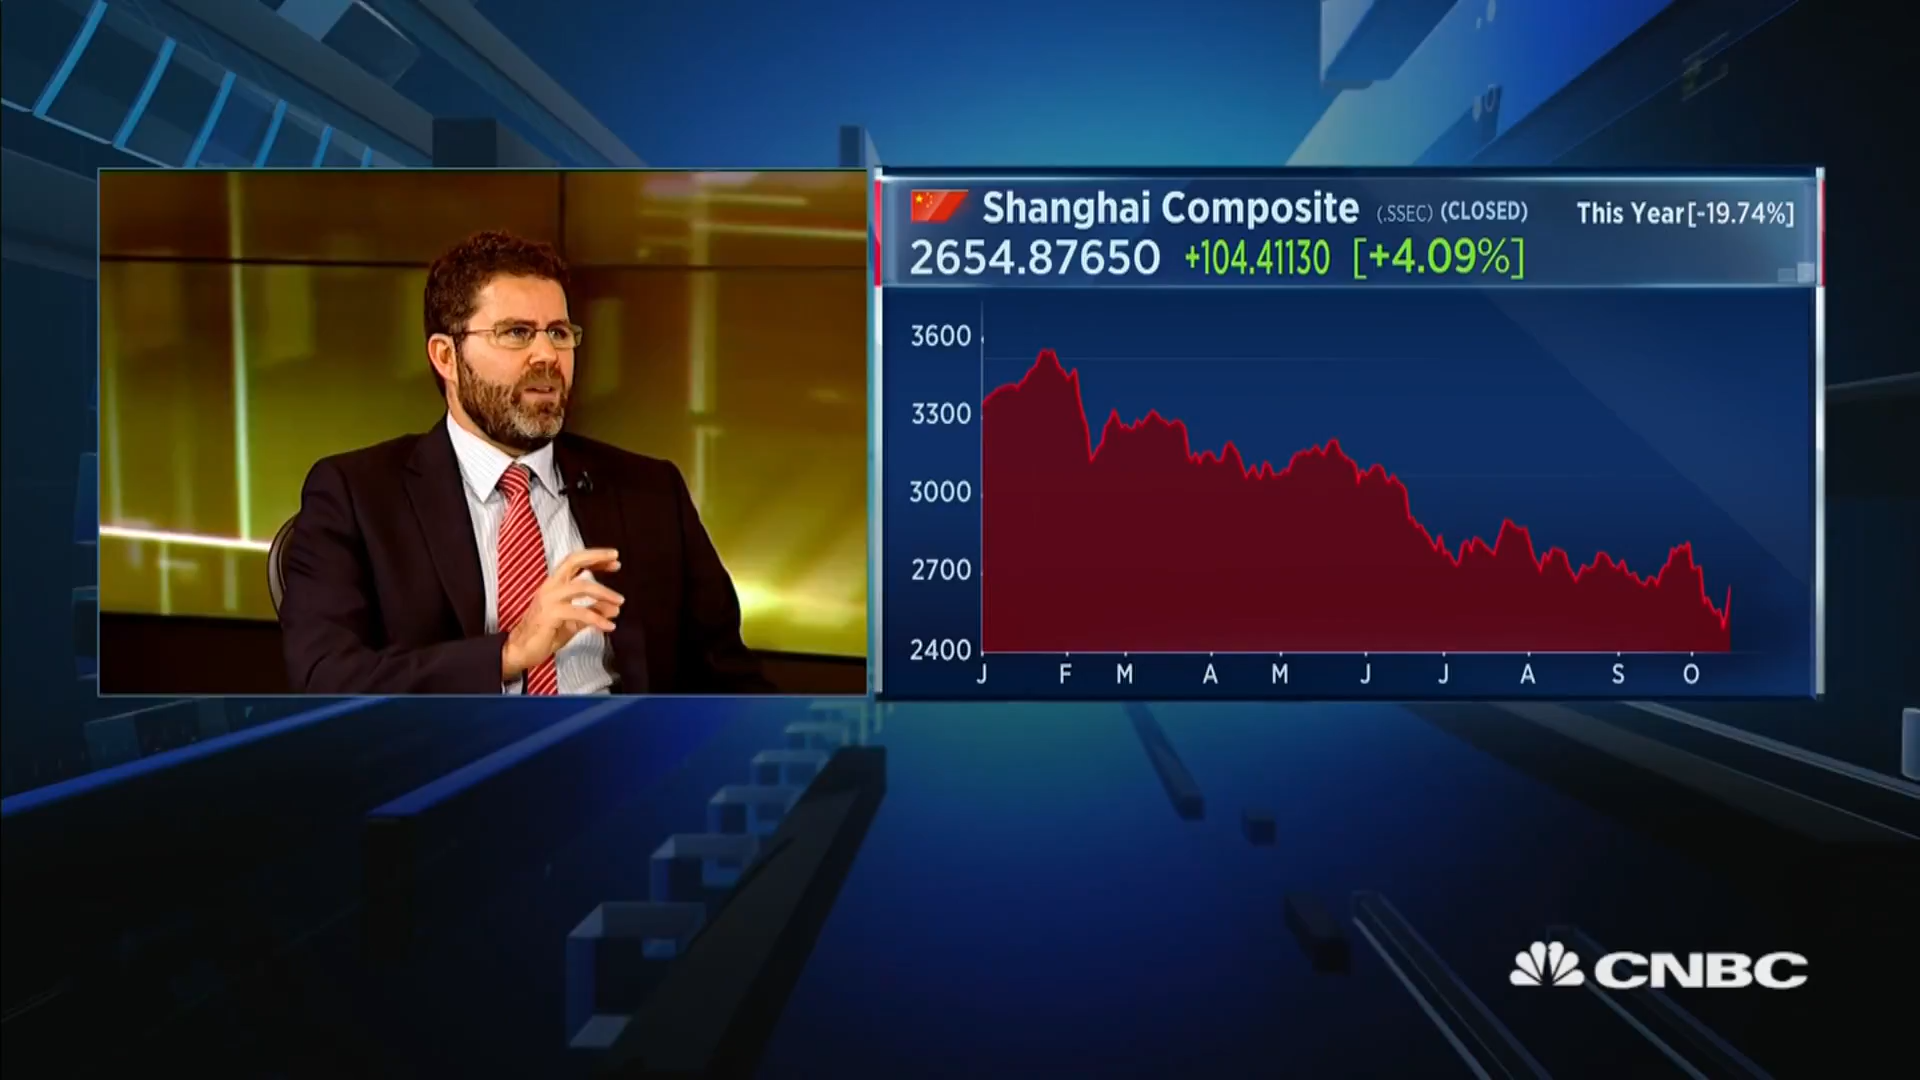 Shanghai Composite (.SSEC) (CLOSED) This Year[-19.74%]
2654.87650 +104.41130 [+4.09%]
3600
3300
3000
2700
2400
J F M A M J J A S O
CNBC